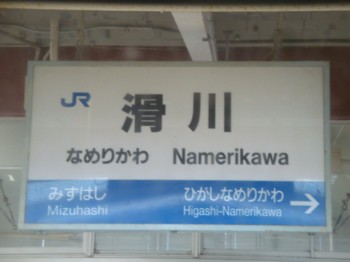 JR 滑川
なめりかわ Namerikawa
みずはし ひがしなめりかわ
Mizuhashi Higashi-Namerikawa